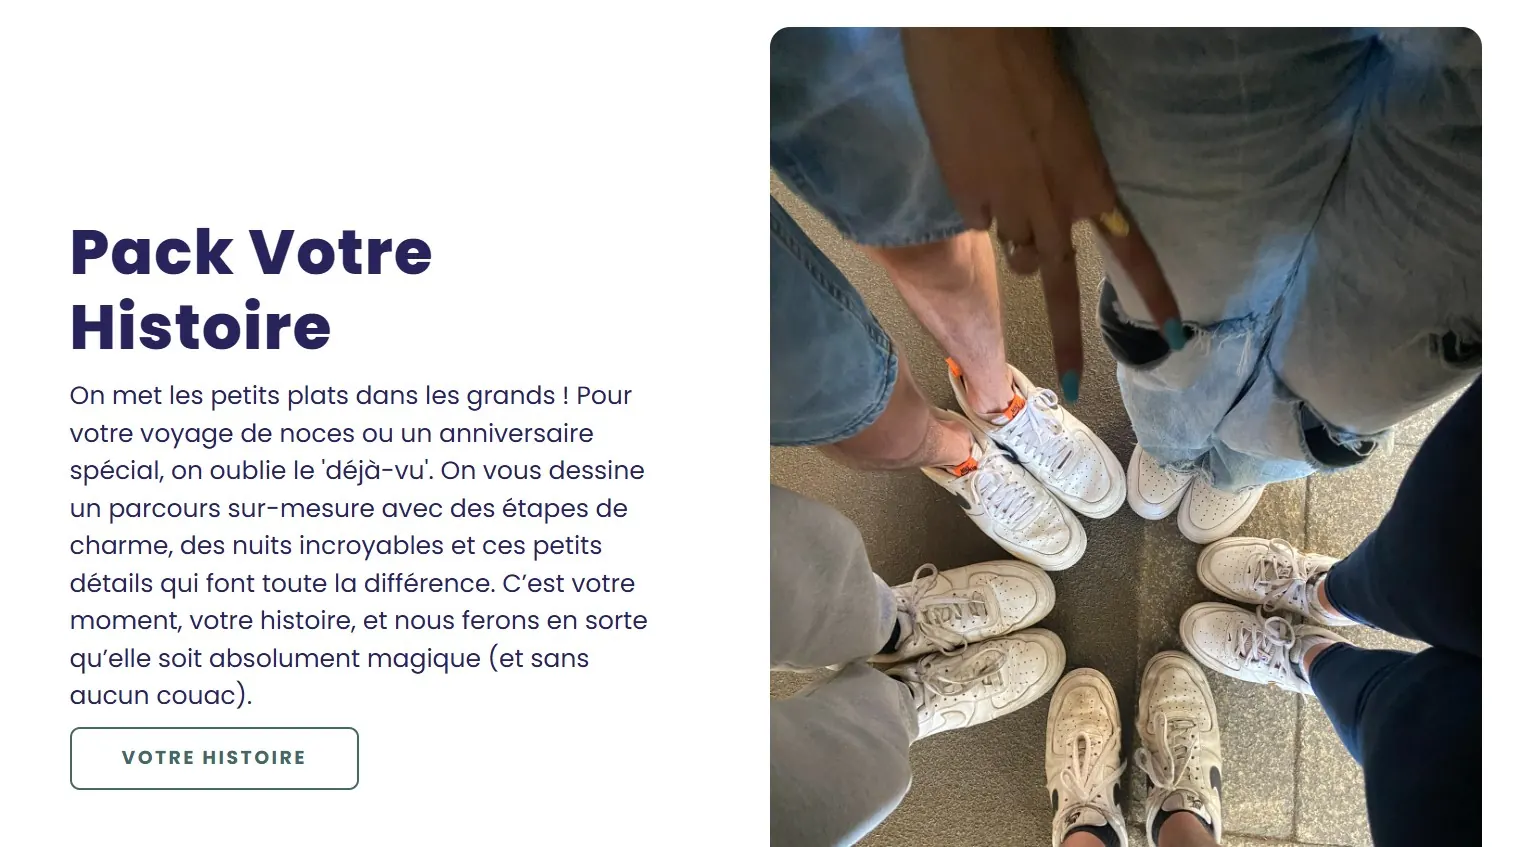 Pack Votre
Histoire
On met les petits plats dans les grands ! Pour
votre voyage de noces ou un anniversaire
spécial, on oublie le 'déjà-vu'. On vous dessine
un parcours sur-mesure avec des étapes de
charme, des nuits incroyables et ces petits
détails qui font toute la différence. C’est votre
moment, votre histoire, et nous ferons en sorte
qu’elle soit absolument magique (et sans
aucun couac).
VOTRE HISTOIRE